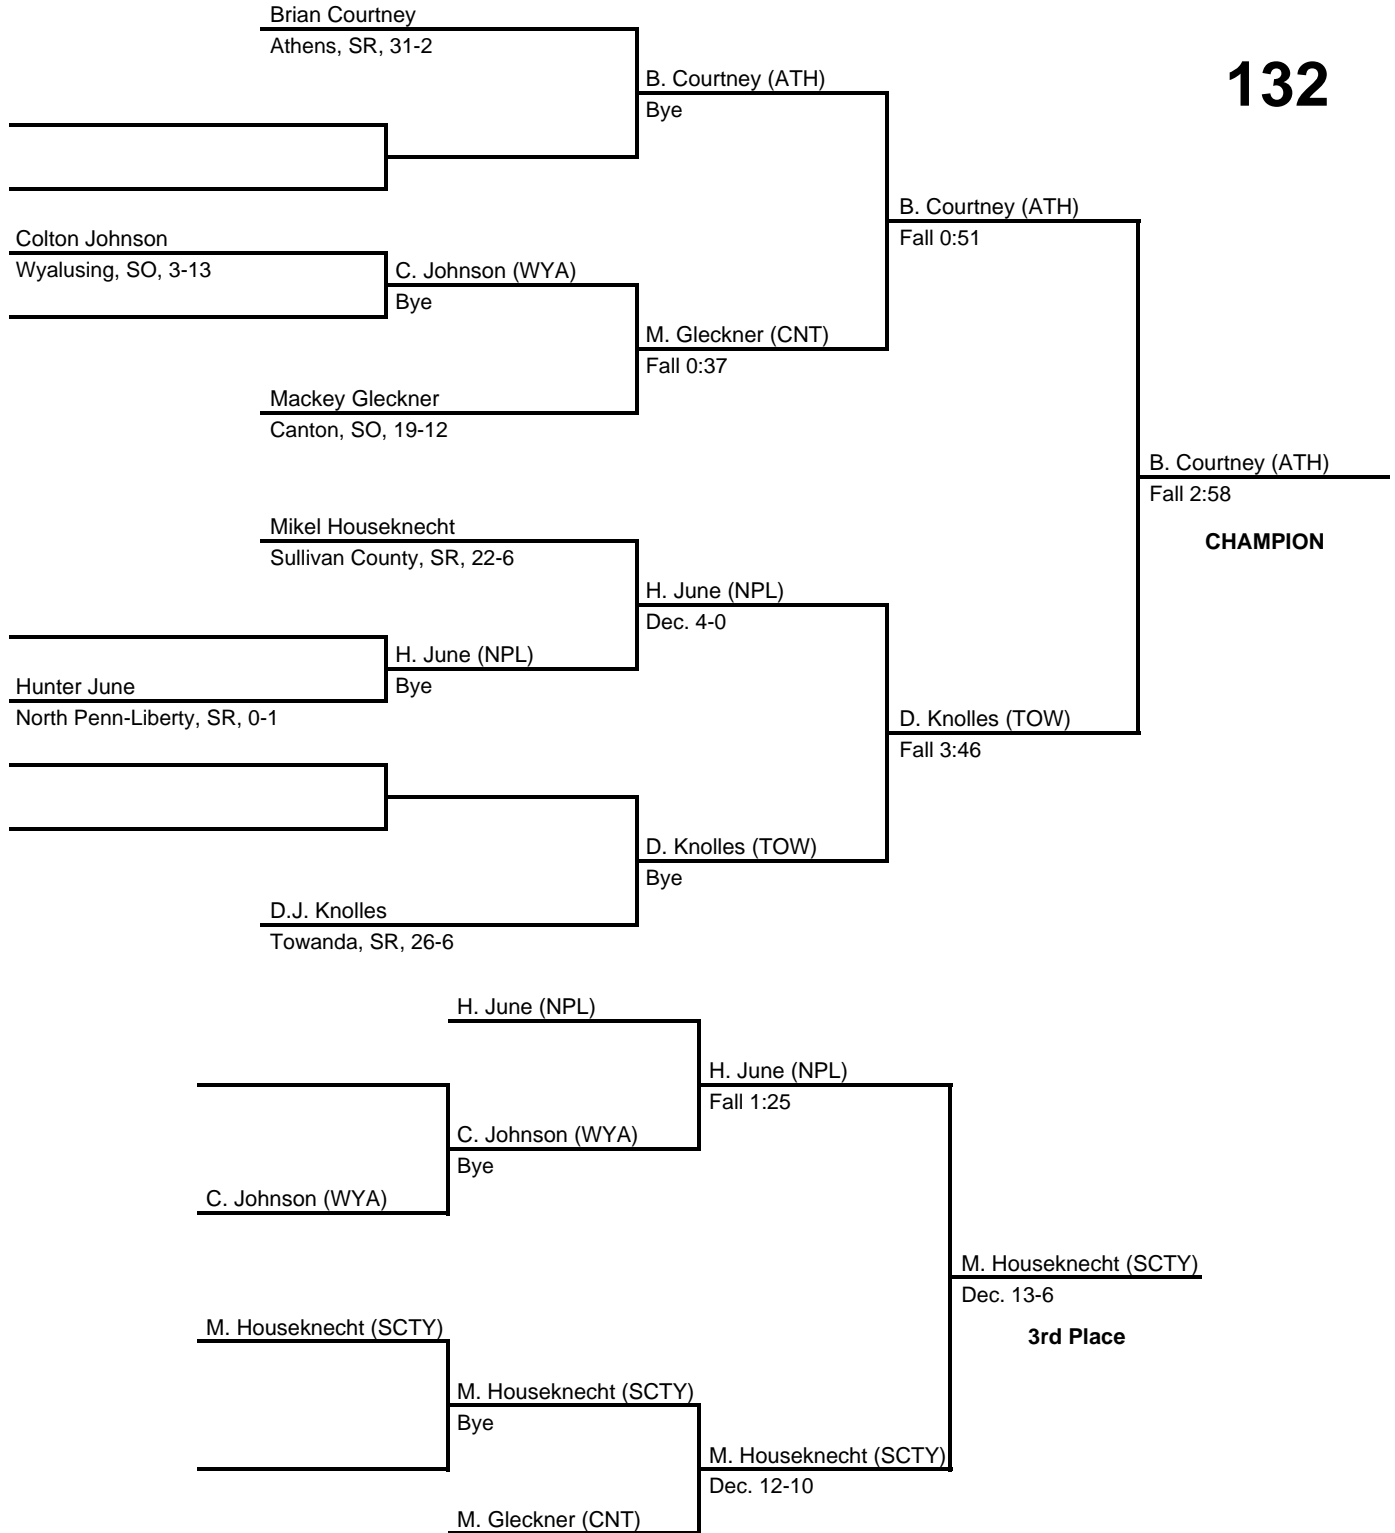 Brian Courtney
Athens, SR, 31-2
132
B. Courtney (ATH)
Bye
B. Courtney (ATH)
Fall 0:51
Colton Johnson
Wyalusing, SO, 3-13
C. Johnson (WYA)
Bye
M. Gleckner (CNT)
Fall 0:37
Mackey Gleckner
Canton, SO, 19-12
B. Courtney (ATH)
Fall 2:58
CHAMPION
Mikel Houseknecht
Sullivan County, SR, 22-6
H. June (NPL)
Dec. 4-0
H. June (NPL)
Bye
Hunter June
North Penn-Liberty, SR, 0-1
D. Knolles (TOW)
Fall 3:46
D. Knolles (TOW)
Bye
D.J. Knolles
Towanda, SR, 26-6
H. June (NPL)
H. June (NPL)
Fall 1:25
C. Johnson (WYA)
Bye
C. Johnson (WYA)
M. Houseknecht (SCTY)
Dec. 13-6
3rd Place
M. Houseknecht (SCTY)
M. Houseknecht (SCTY)
Bye
M. Houseknecht (SCTY)
Dec. 12-10
M. Gleckner (CNT)